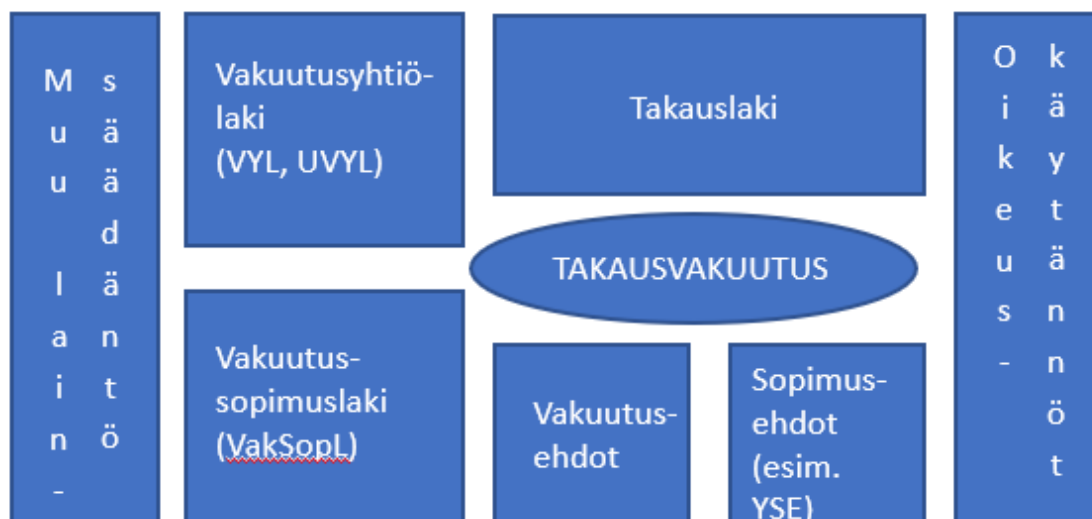 Muu lain-
säädäntö
Vakuutusyhtiö-
laki
(VYL, UVYL)
Takauslaki
TAKAUSVAKUUTUS
Vakuutus-
sopimuslaki
(VakSopL)
Vakuutus-
ehdot
Sopimus-
ehdot
(esim.
YSE)
Oikeus-
käytännöt